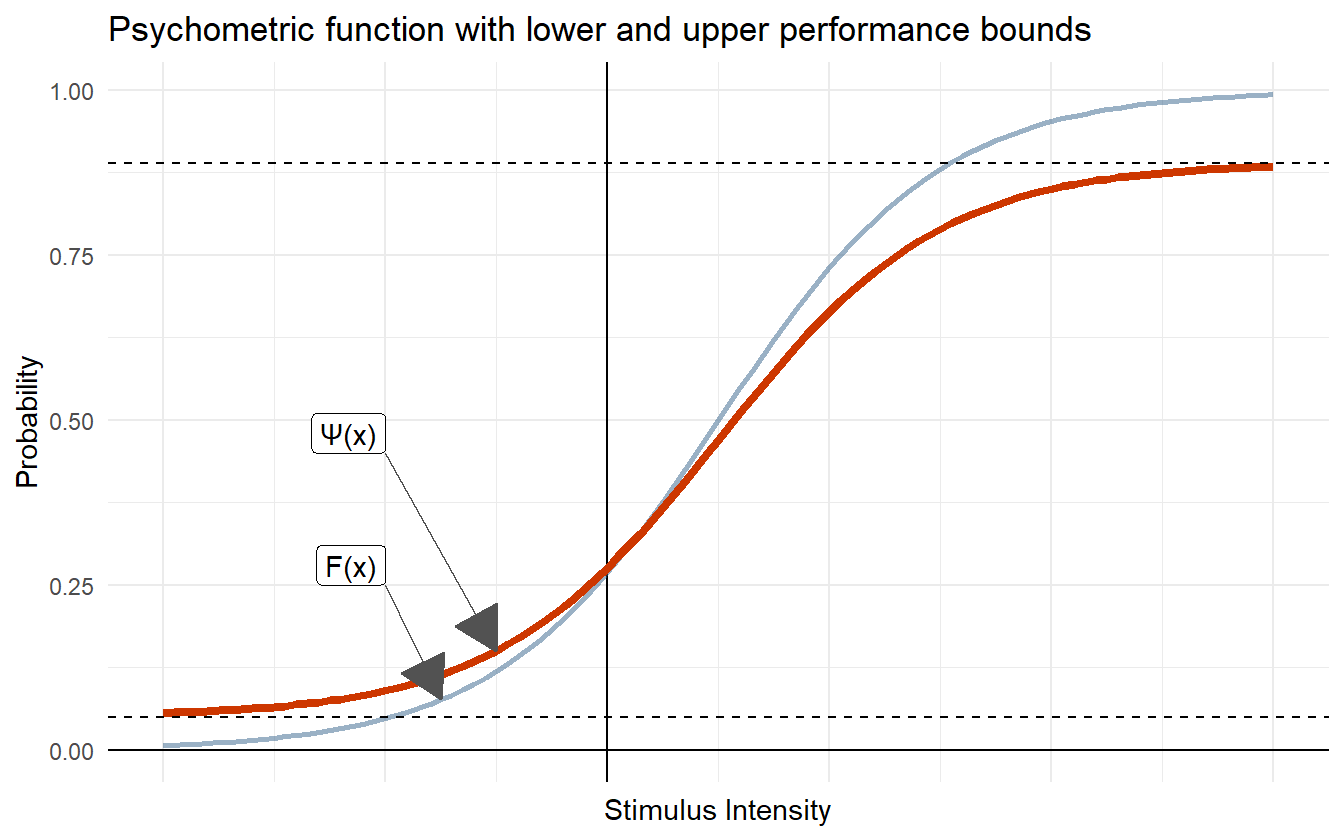 Psychometric function with lower and upper performance bounds
1.00
0.75
0.50
0.25
0.00
Probability
Ψ(x)
F(x)
Stimulus Intensity